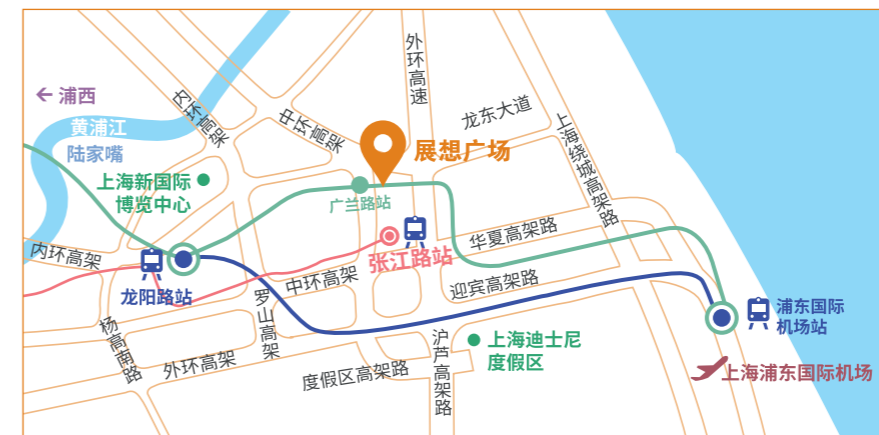 外环高速
浦西
内环高架
中环高架
龙东大道
上海绕城高架路
黄浦江
陆家嘴
展想广场
上海新国际
博览中心
广兰路站
华夏高架路
内环高架
张江路站
中环高架
迎宾高架路
龙阳路站
罗山高架
浦东国际
机场站
杨高南路
沪芦高架路
上海迪士尼
度假区
外环高架
度假区高架路
上海浦东国际机场